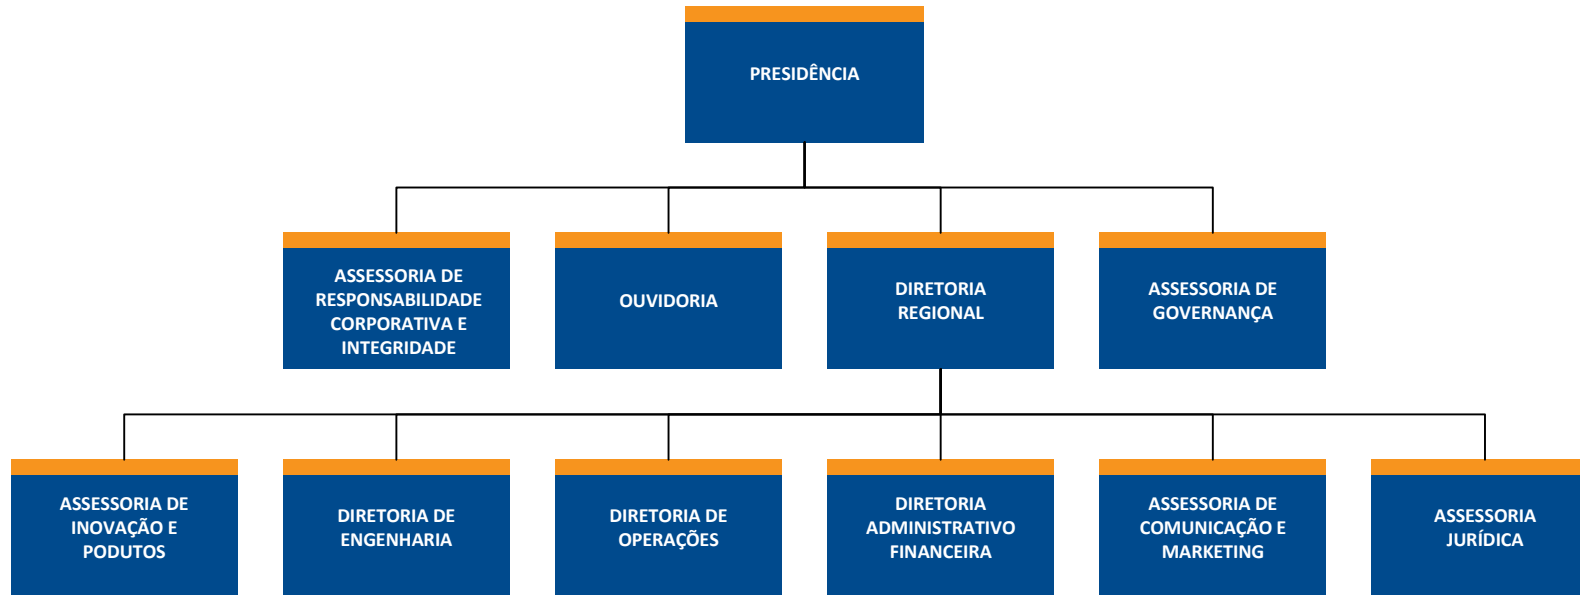 PRESIDÊNCIA
ASSESSORIA DE
RESPONSABILIDADE
CORPORATIVA E
INTEGRIDADE
OUVIDORIA
DIRETORIA
REGIONAL
ASSESSORIA DE
GOVERNANÇA
ASSESSORIA DE
INOVAÇÃO E
PODUTOS
DIRETORIA DE
ENGENHARIA
DIRETORIA DE
OPERAÇÕES
DIRETORIA
ADMINISTRATIVO
FINANCEIRA
ASSESSORIA DE
COMUNICAÇÃO E
MARKETING
ASSESSORIA
JURÍDICA